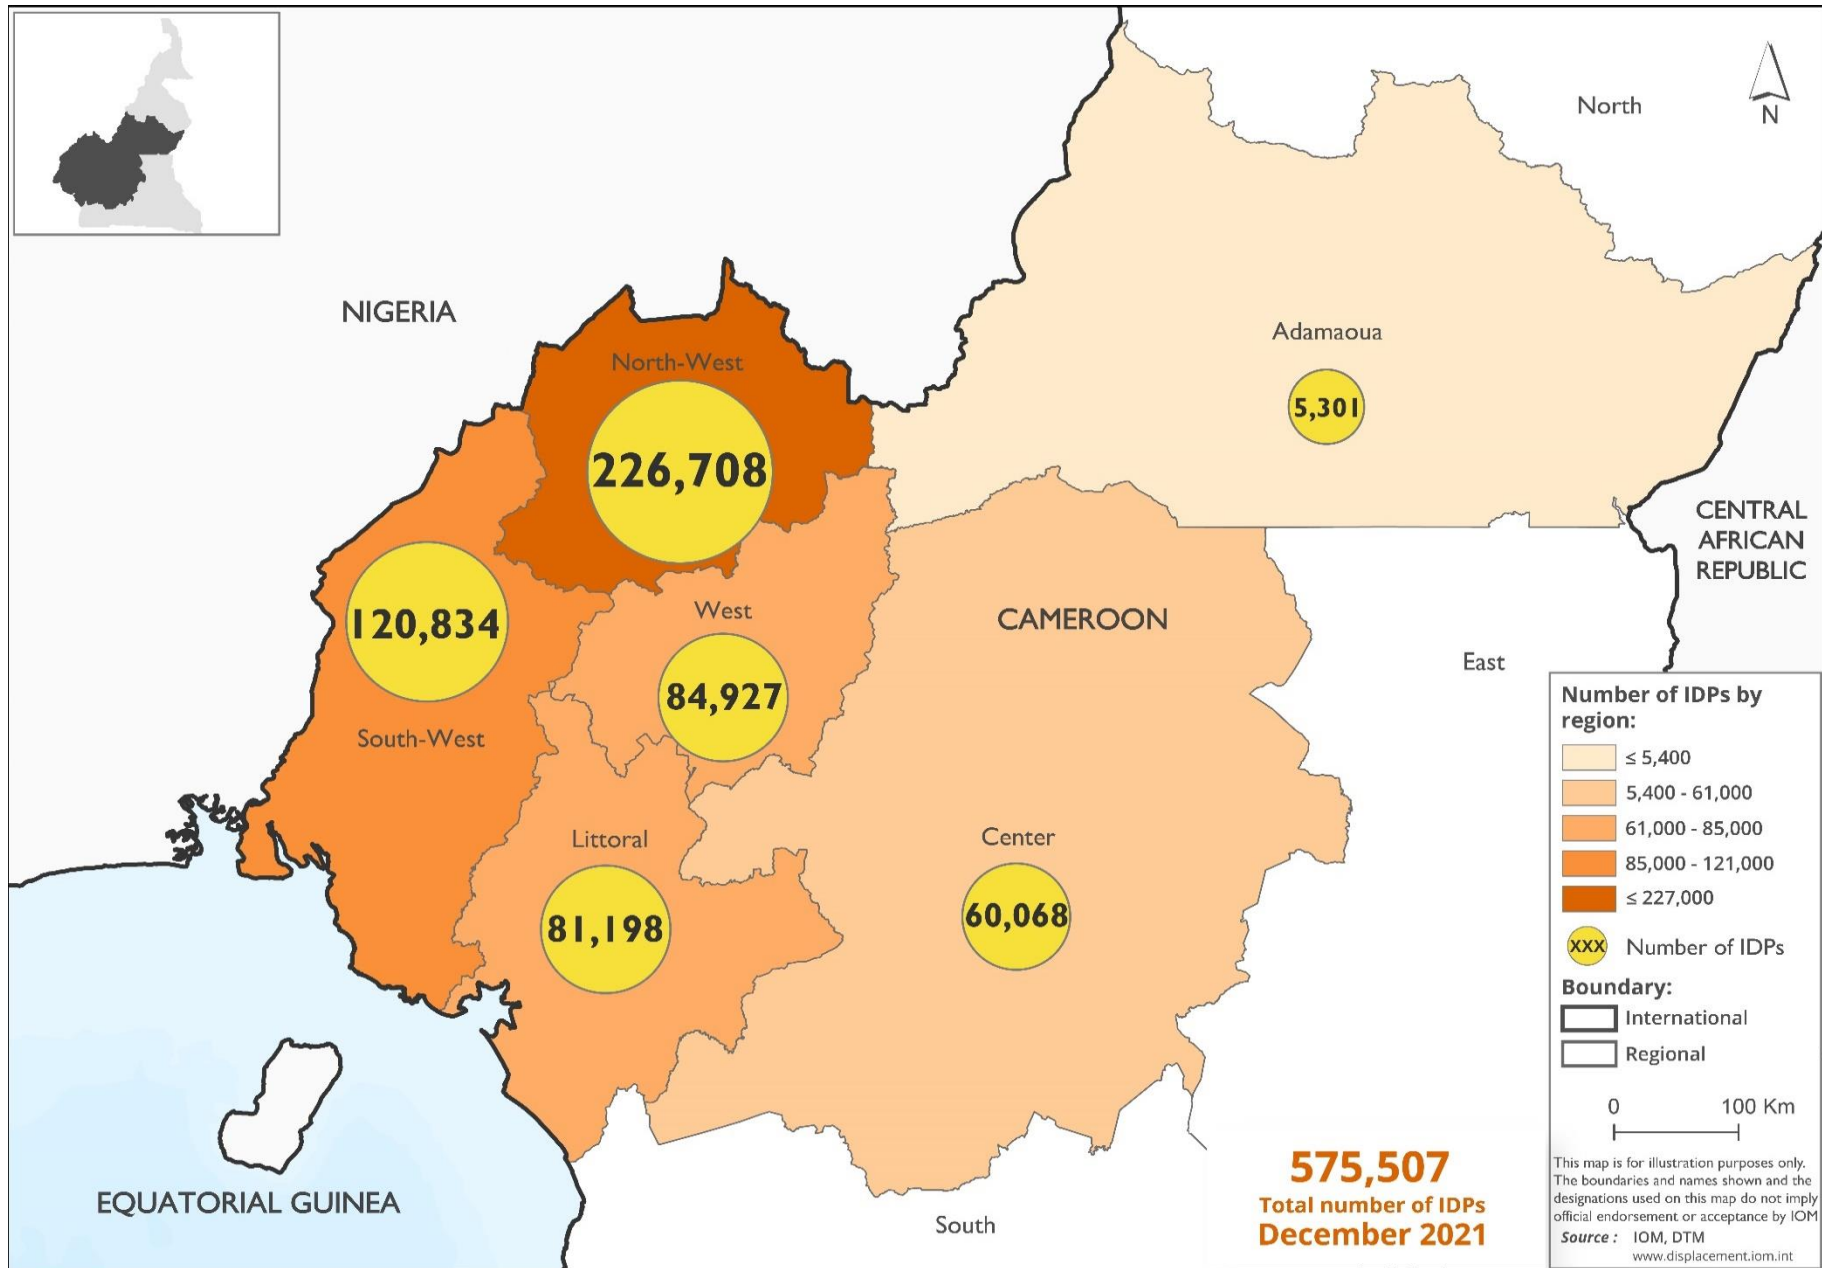 North
N
NIGERIA
North-West
Adamaoua
226,708
5,301
CENTRAL
AFRICAN
REPUBLIC
120,834
West
CAMEROON
East
84,927
South-West
Littoral
Center
81,198
60,068
EQUATORIAL GUINEA
South
575,507
Total number of IDPs
December 2021
Number of IDPs by
region:
≤ 5,400
5,400 - 61,000
61,000 - 85,000
85,000 - 121,000
≤ 227,000
XXX Number of IDPs
Boundary:
International
Regional
0 100 Km
This map is for illustration purposes only.
The boundaries and names shown and the
designations used on this map do not imply
official endorsement or acceptance by IOM
Source : IOM, DTM
www.displacement.iom.int